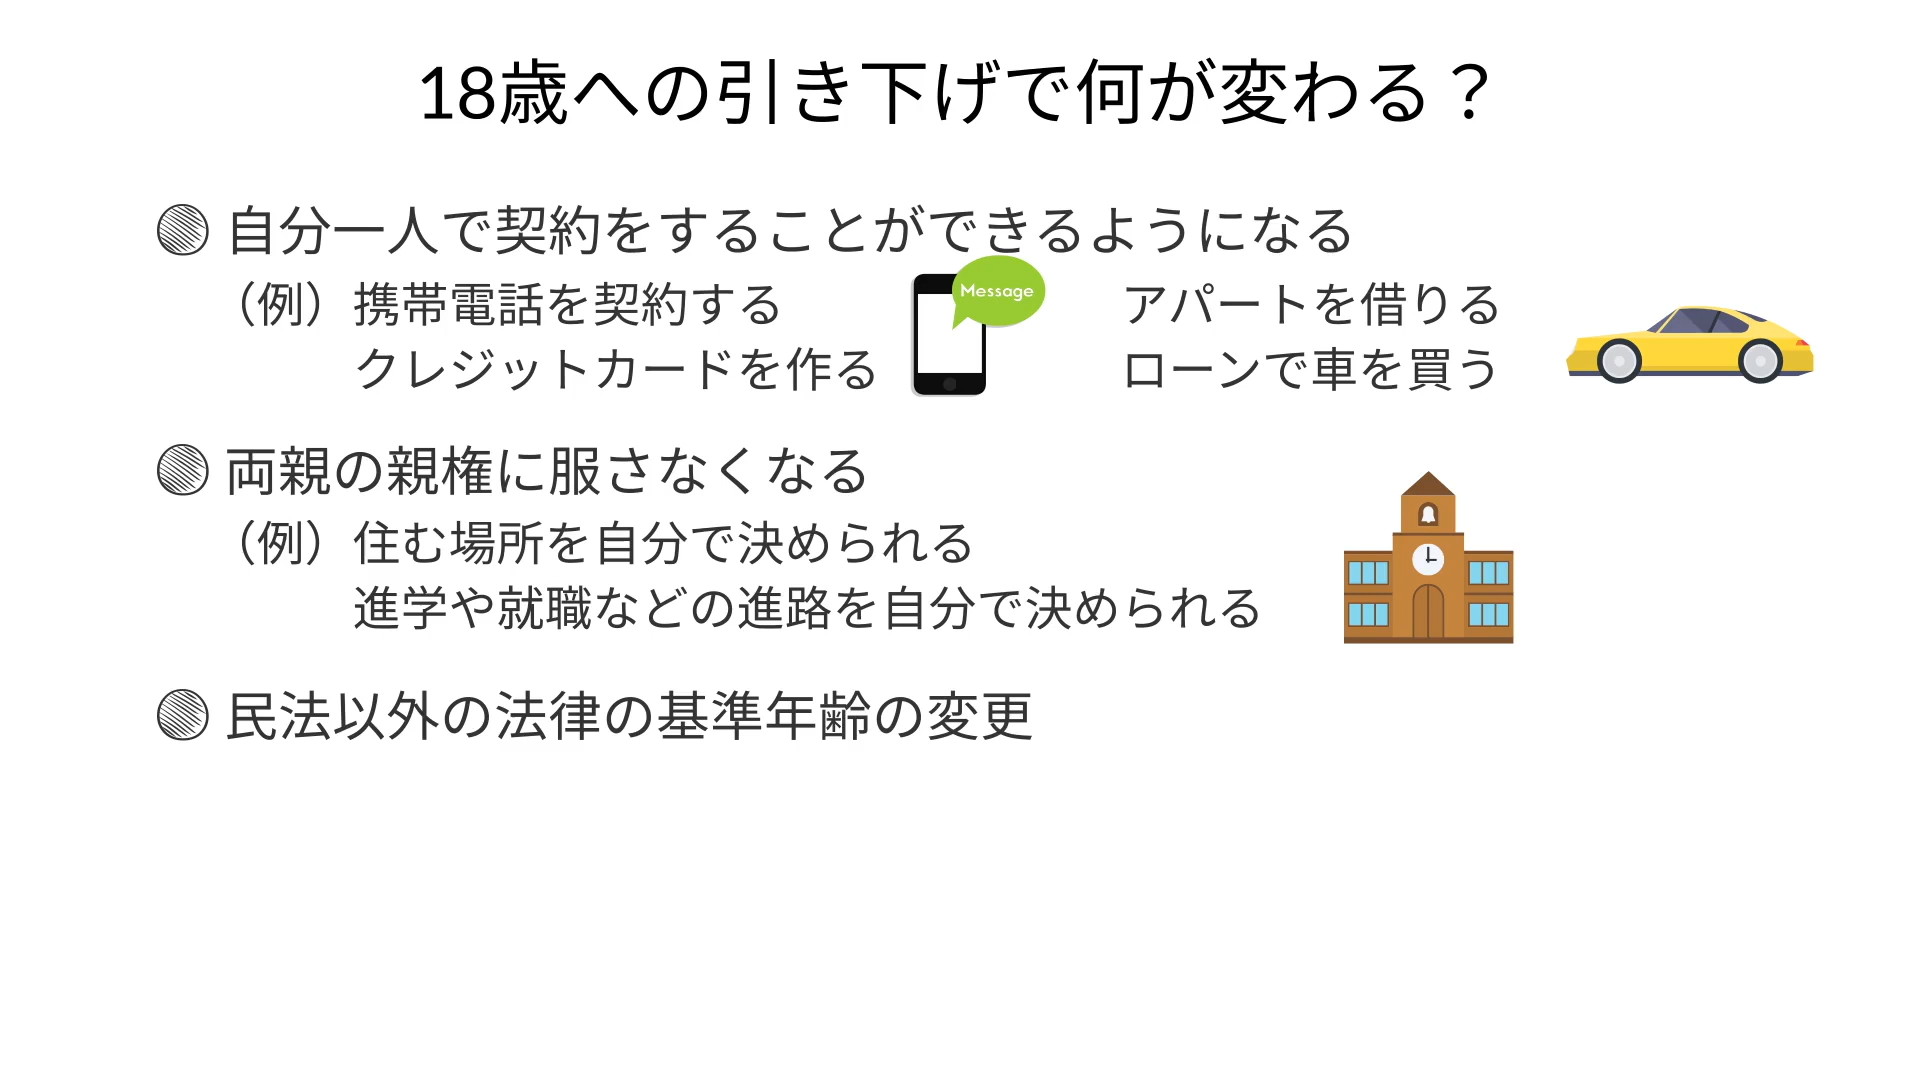 18歳への引き下げで何が変わる？
自分一人で契約をすることができるようになる
（例）携帯電話を契約する
クレジットカードを作る
Message
アパートを借りる
ローンで車を買う
両親の親権に服さなくなる
（例）住む場所を自分で決められる
進学や就職などの進路を自分で決められる
民法以外の法律の基準年齢の変更